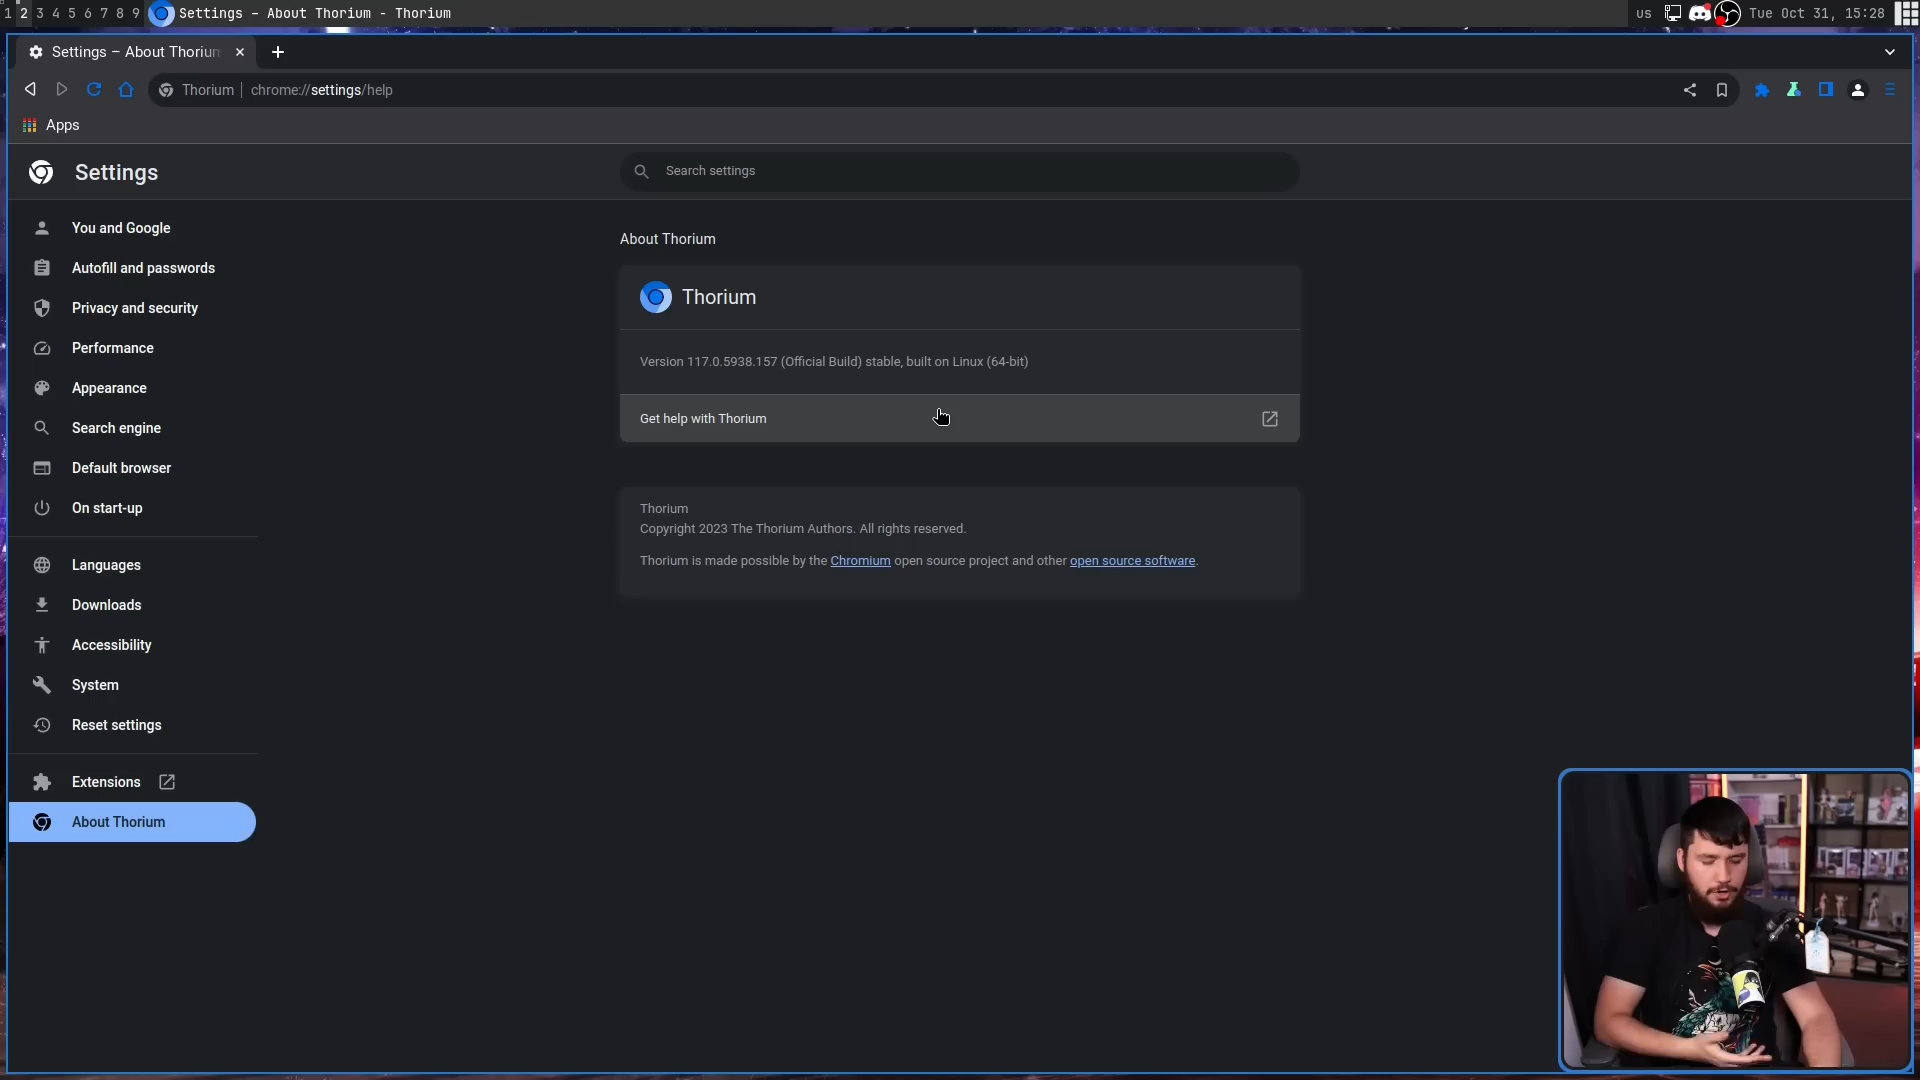 1 2 3 4 5 6 7 8 9 Settings – About Thorium - Thorium us Tue Oct 31, 15:28
Settings – About Thorium
Thorium | chrome://settings/help
Apps
Settings
Search settings
You and Google
Autofill and passwords
Privacy and security
Performance
Appearance
Search engine
Default browser
On start-up
Languages
Downloads
Accessibility
System
Reset settings
Extensions
About Thorium
About Thorium
Thorium
Version 117.0.5938.157 (Official Build) stable, built on Linux (64-bit)
Get help with Thorium
Thorium
Copyright 2023 The Thorium Authors. All rights reserved.
Thorium is made possible by the Chromium open source project and other open source software.